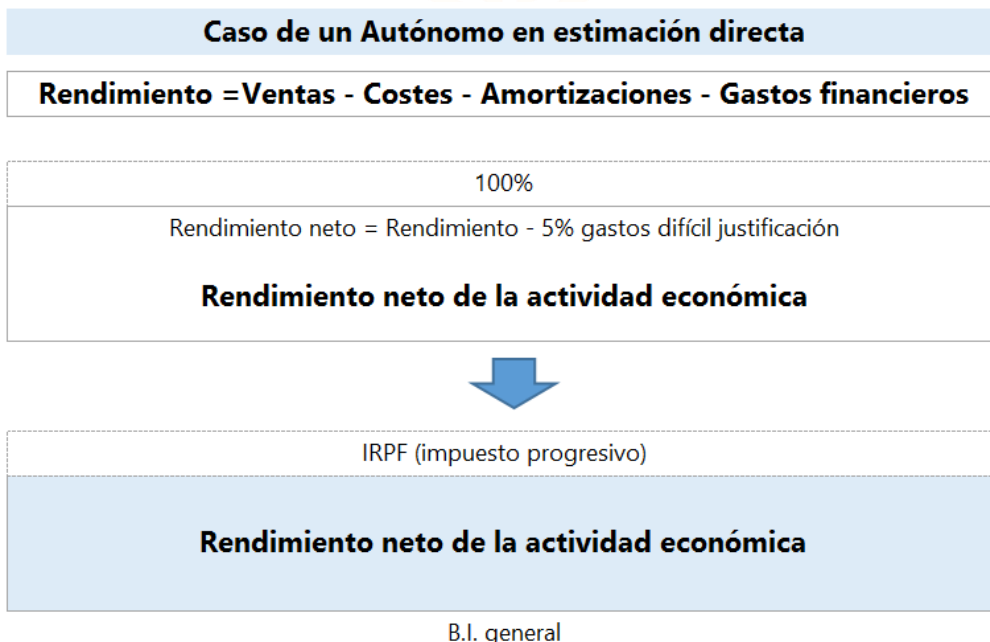 Caso de un Autónomo en estimación directa
Rendimiento =Ventas - Costes - Amortizaciones - Gastos financieros
100%
Rendimiento neto = Rendimiento - 5% gastos difícil justificación
Rendimiento neto de la actividad económica
IRPF (impuesto progresivo)
Rendimiento neto de la actividad económica
B.I. general